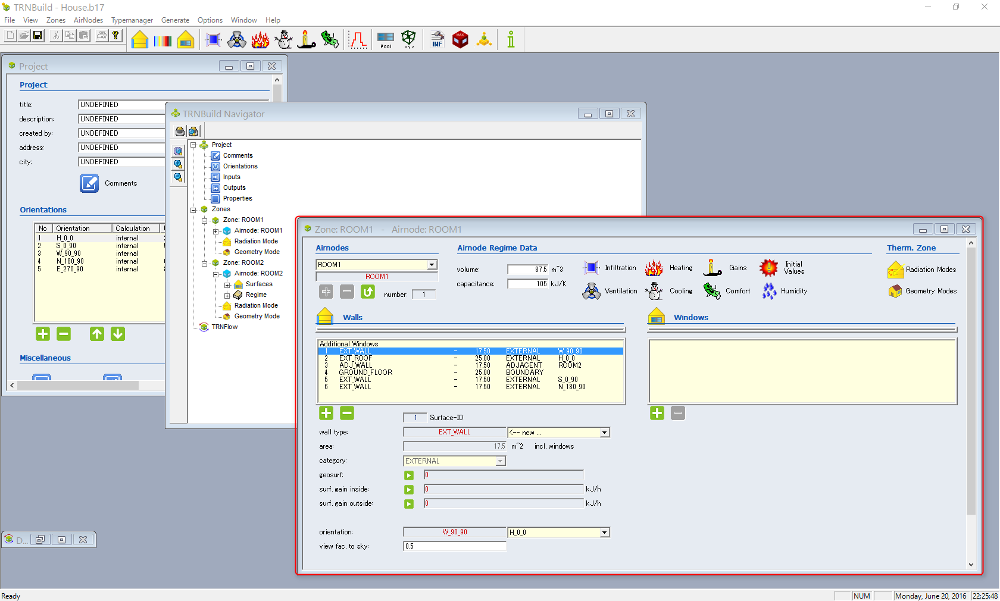 TRNBuild - House.b17
File View Zones AirNodes Typemanager Generate Options Window Help
Pool
x y z
INF
MAX
Project
Project
title: UNDEFINED
description: UNDEFINED
created by: UNDEFINED
address: UNDEFINED
city: UNDEFINED
Comments
Orientations
No Orientation Calculation
1 H_0_0 internal
2 S_0_90 internal
3 W_90_90 internal
4 N_180_90 internal
5 E_270_90 internal
Miscellaneous
TRNBuild Navigator
Project
Comments
Orientations
Inputs
Outputs
Properties
Zones
Zone: ROOM1
Airnode: ROOM1
Radiation Mode
Geometry Mode
Zone: ROOM2
Airnode: ROOM2
Surfaces
Regime
Radiation Mode
Geometry Mode
TRNFlow
Zone: ROOM1 - Airnode: ROOM1
Airnodes
ROOM1
ROOM1
number: 1
Airnode Regime Data
volume: 87.5 m^3
capacitance: 105 kJ/K
Infiltration Heating Gains Initial Values
Ventilation Cooling Comfort Humidity
Therm. Zone
Radiation Modes
Geometry Modes
Walls
Additional Windows
1 EXT_WALL - 17.50 EXTERNAL W_90_90
2 EXT_ROOF - 25.00 EXTERNAL H_0_0
3 ADJ_WALL - 17.50 ADJACENT ROOM2
4 GROUND_FLOOR - 25.00 BOUNDARY
5 EXT_WALL - 17.50 EXTERNAL S_0_90
6 EXT_WALL - 17.50 EXTERNAL N_180_90
Windows
1 Surface-ID
wall type: EXT_WALL <-- new ...
area: 17.5 m^2 incl. windows
category: EXTERNAL
geosurf: 0
surf. gain inside: 0 kJ/h
surf. gain outside: 0 kJ/h
orientation: W_90_90 H_0_0
view fac. to sky: 0.5
D...
Ready
NUM
Monday, June 20, 2016
22:25:48